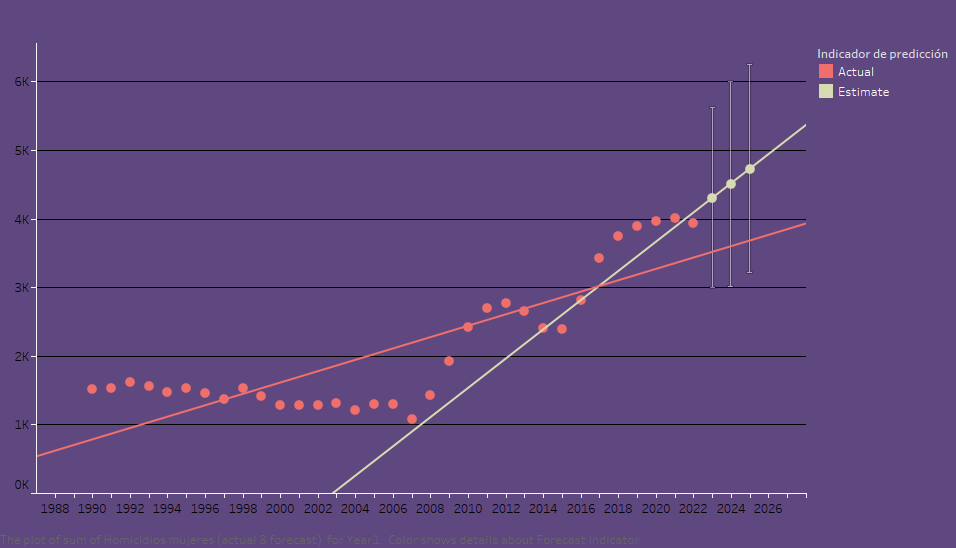 Indicador de predicción
Actual
Estimate
6K
5K
4K
3K
2K
1K
0K
1988 1990 1992 1994 1996 1998 2000 2002 2004 2006 2008 2010 2012 2014 2016 2018 2020 2022 2024 2026
The plot of sum of Homicidios mujeres (actual & forecast) for Year1. Color shows details about Forecast indicator.